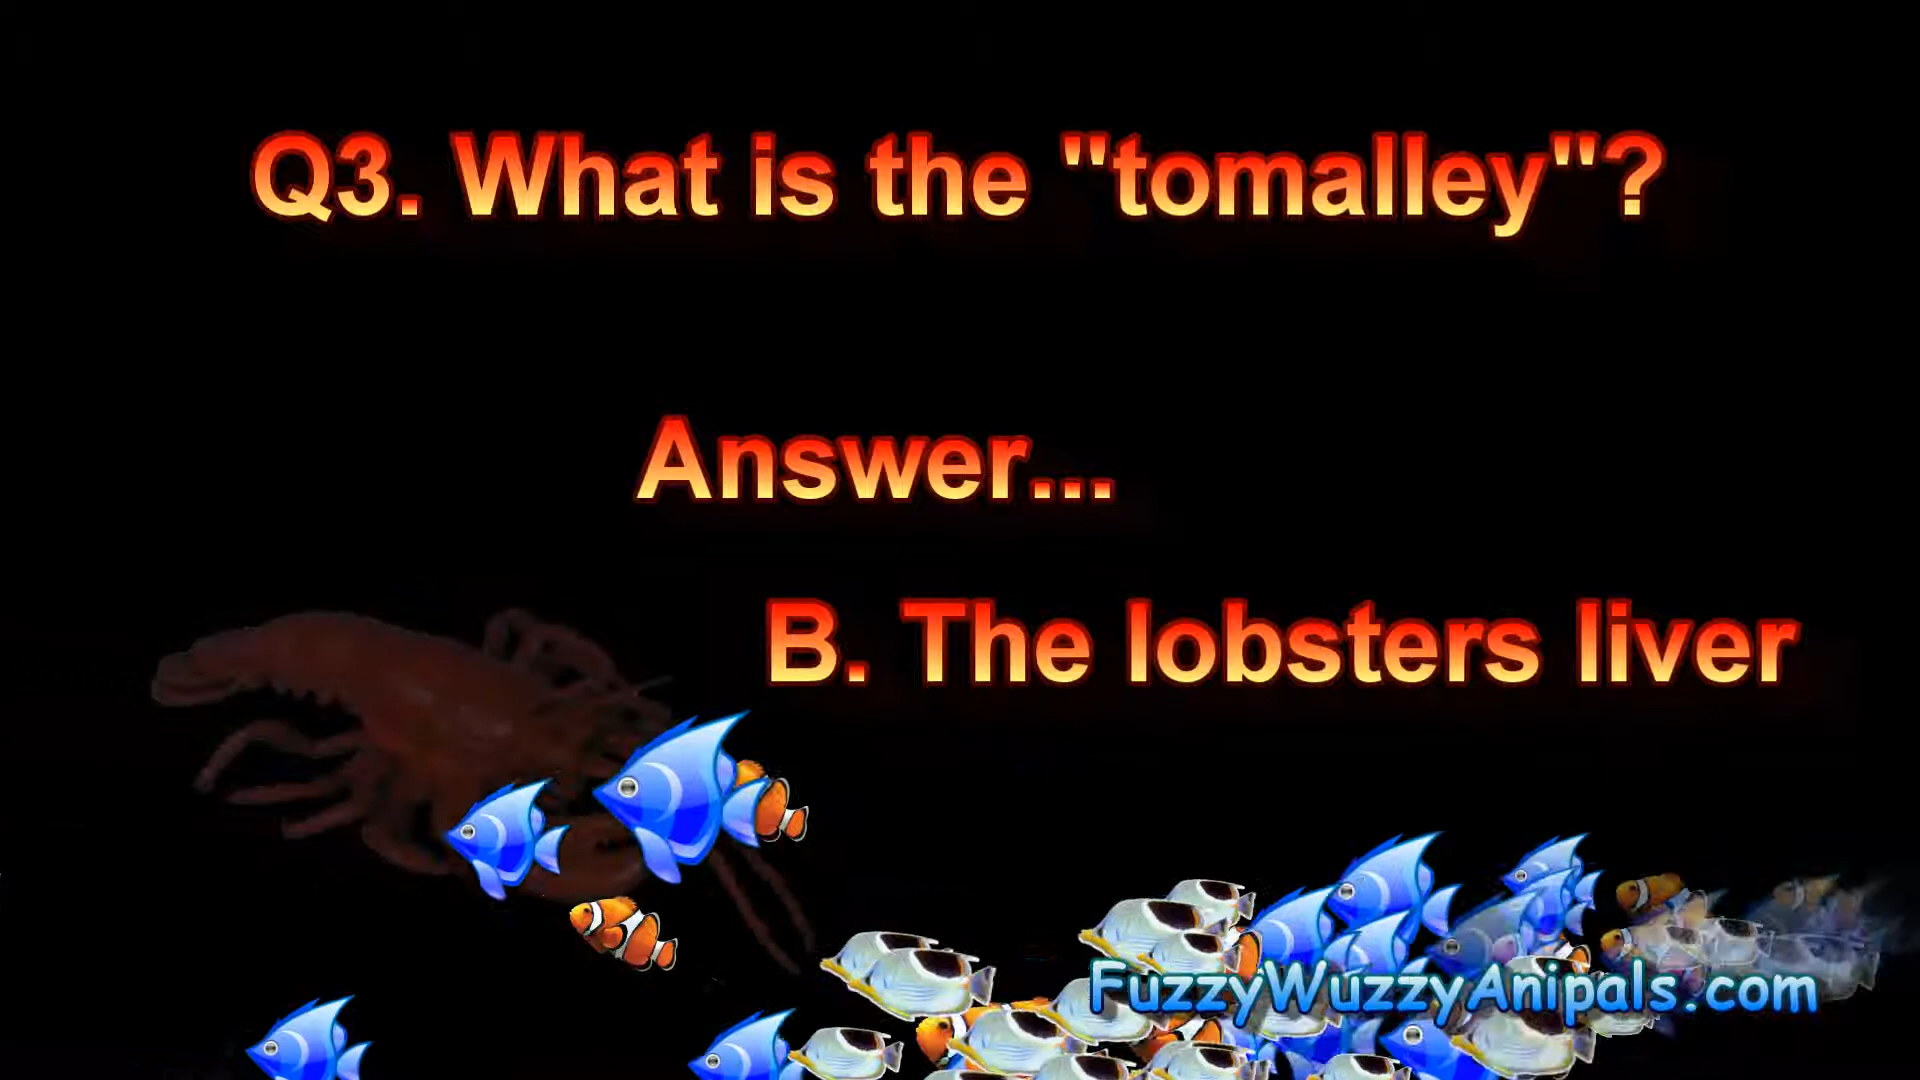 Q3. What is the "tomalley"?
Answer...
B. The lobsters liver
FuzzyWuzzyAnipals.com